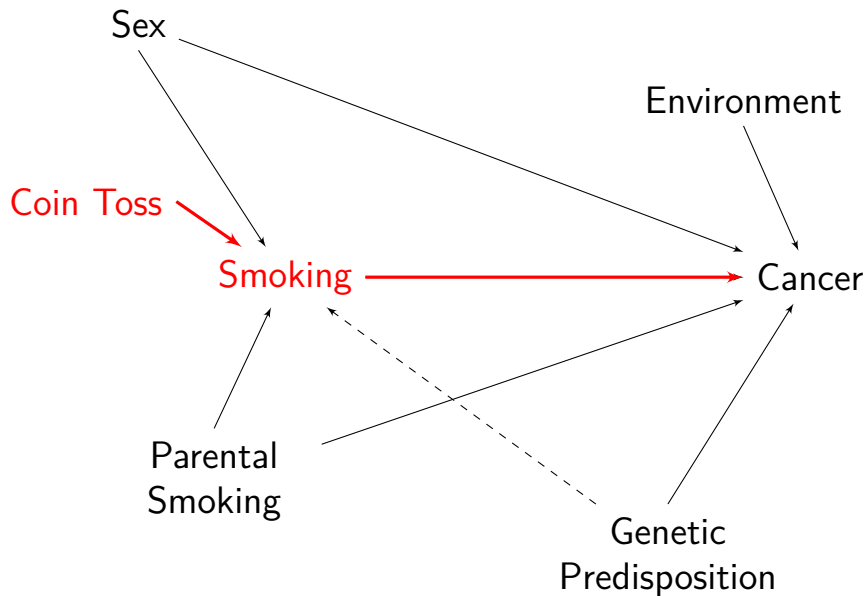 Sex
Environment
Coin Toss
Smoking
Cancer
Parental
Smoking
Genetic
Predisposition